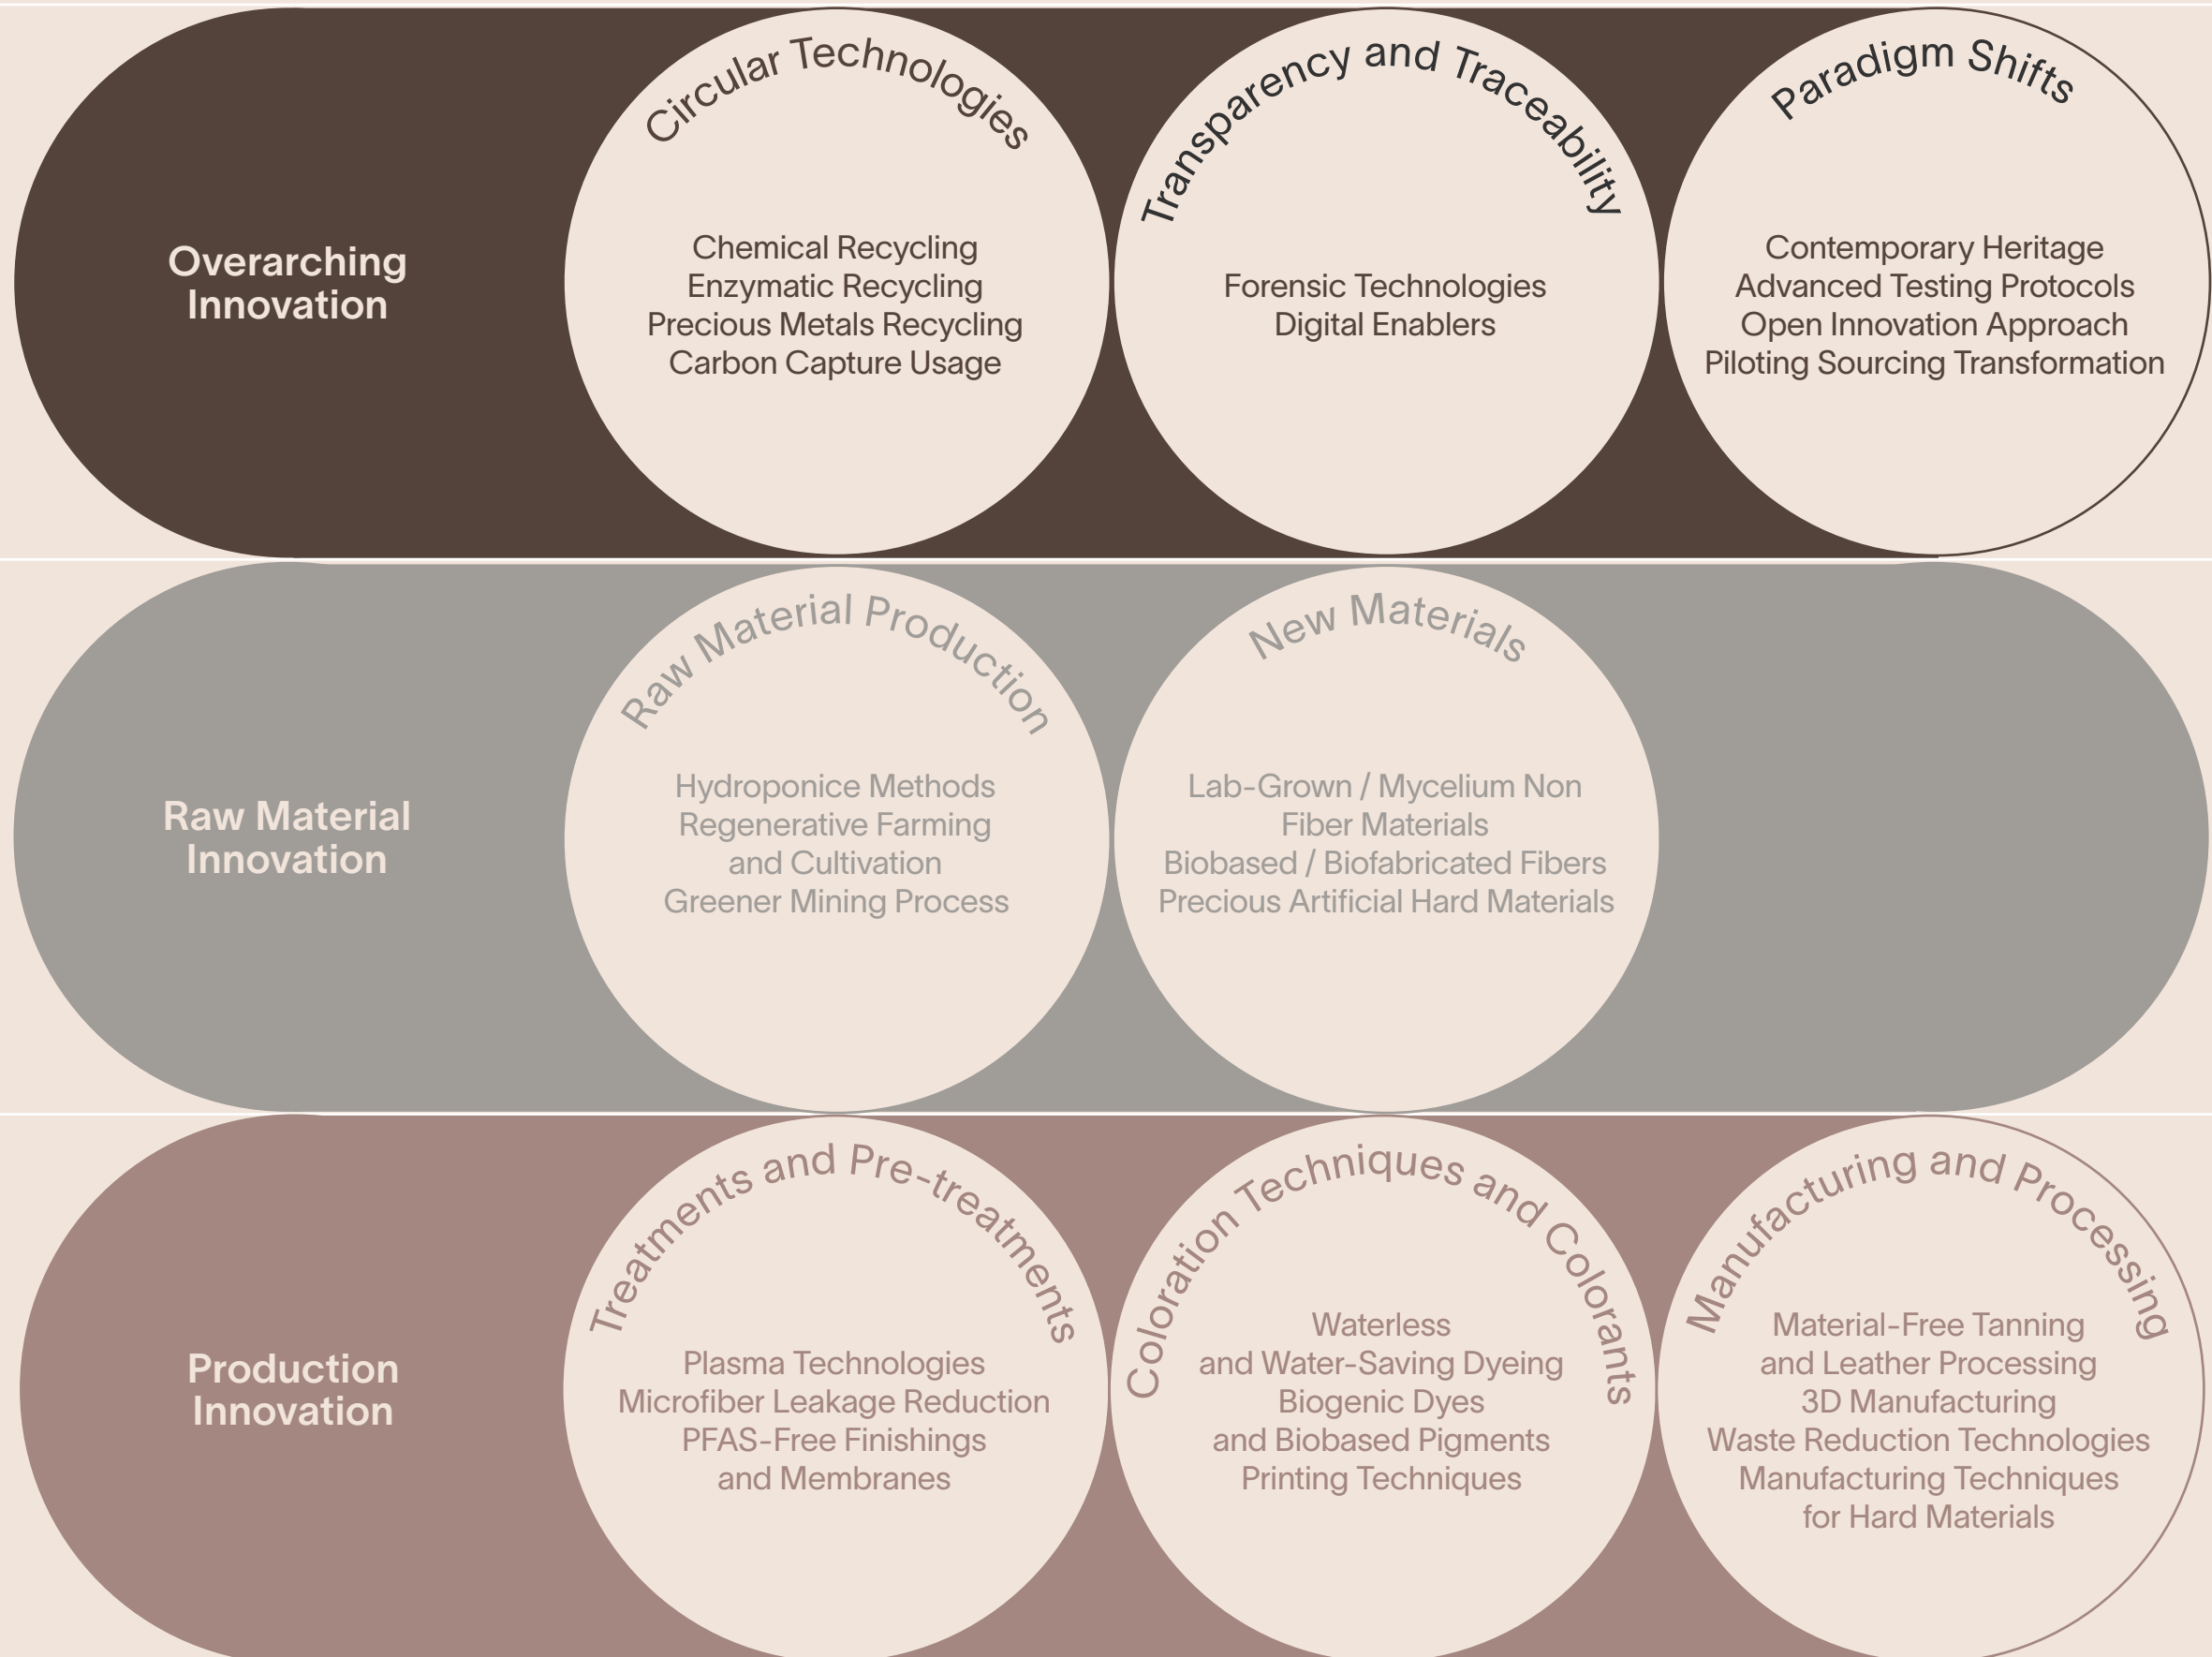 Overarching
Innovation
Circular Technologies
Chemical Recycling
Enzymatic Recycling
Precious Metals Recycling
Carbon Capture Usage
Transparency and Traceability
Forensic Technologies
Digital Enablers
Paradigm Shifts
Contemporary Heritage
Advanced Testing Protocols
Open Innovation Approach
Piloting Sourcing Transformation
Raw Material
Innovation
Raw Material Production
Hydroponice Methods
Regenerative Farming
and Cultivation
Greener Mining Process
New Materials
Lab-Grown / Mycelium Non
Fiber Materials
Biobased / Biofabricated Fibers
Precious Artificial Hard Materials
Production
Innovation
Treatments and Pre-treatments
Plasma Technologies
Microfiber Leakage Reduction
PFAS-Free Finishings
and Membranes
Coloration Techniques and Colorants
Waterless
and Water-Saving Dyeing
Biogenic Dyes
and Biobased Pigments
Printing Techniques
Manufacturing and Processing
Material-Free Tanning
and Leather Processing
3D Manufacturing
Waste Reduction Technologies
Manufacturing Techniques
for Hard Materials